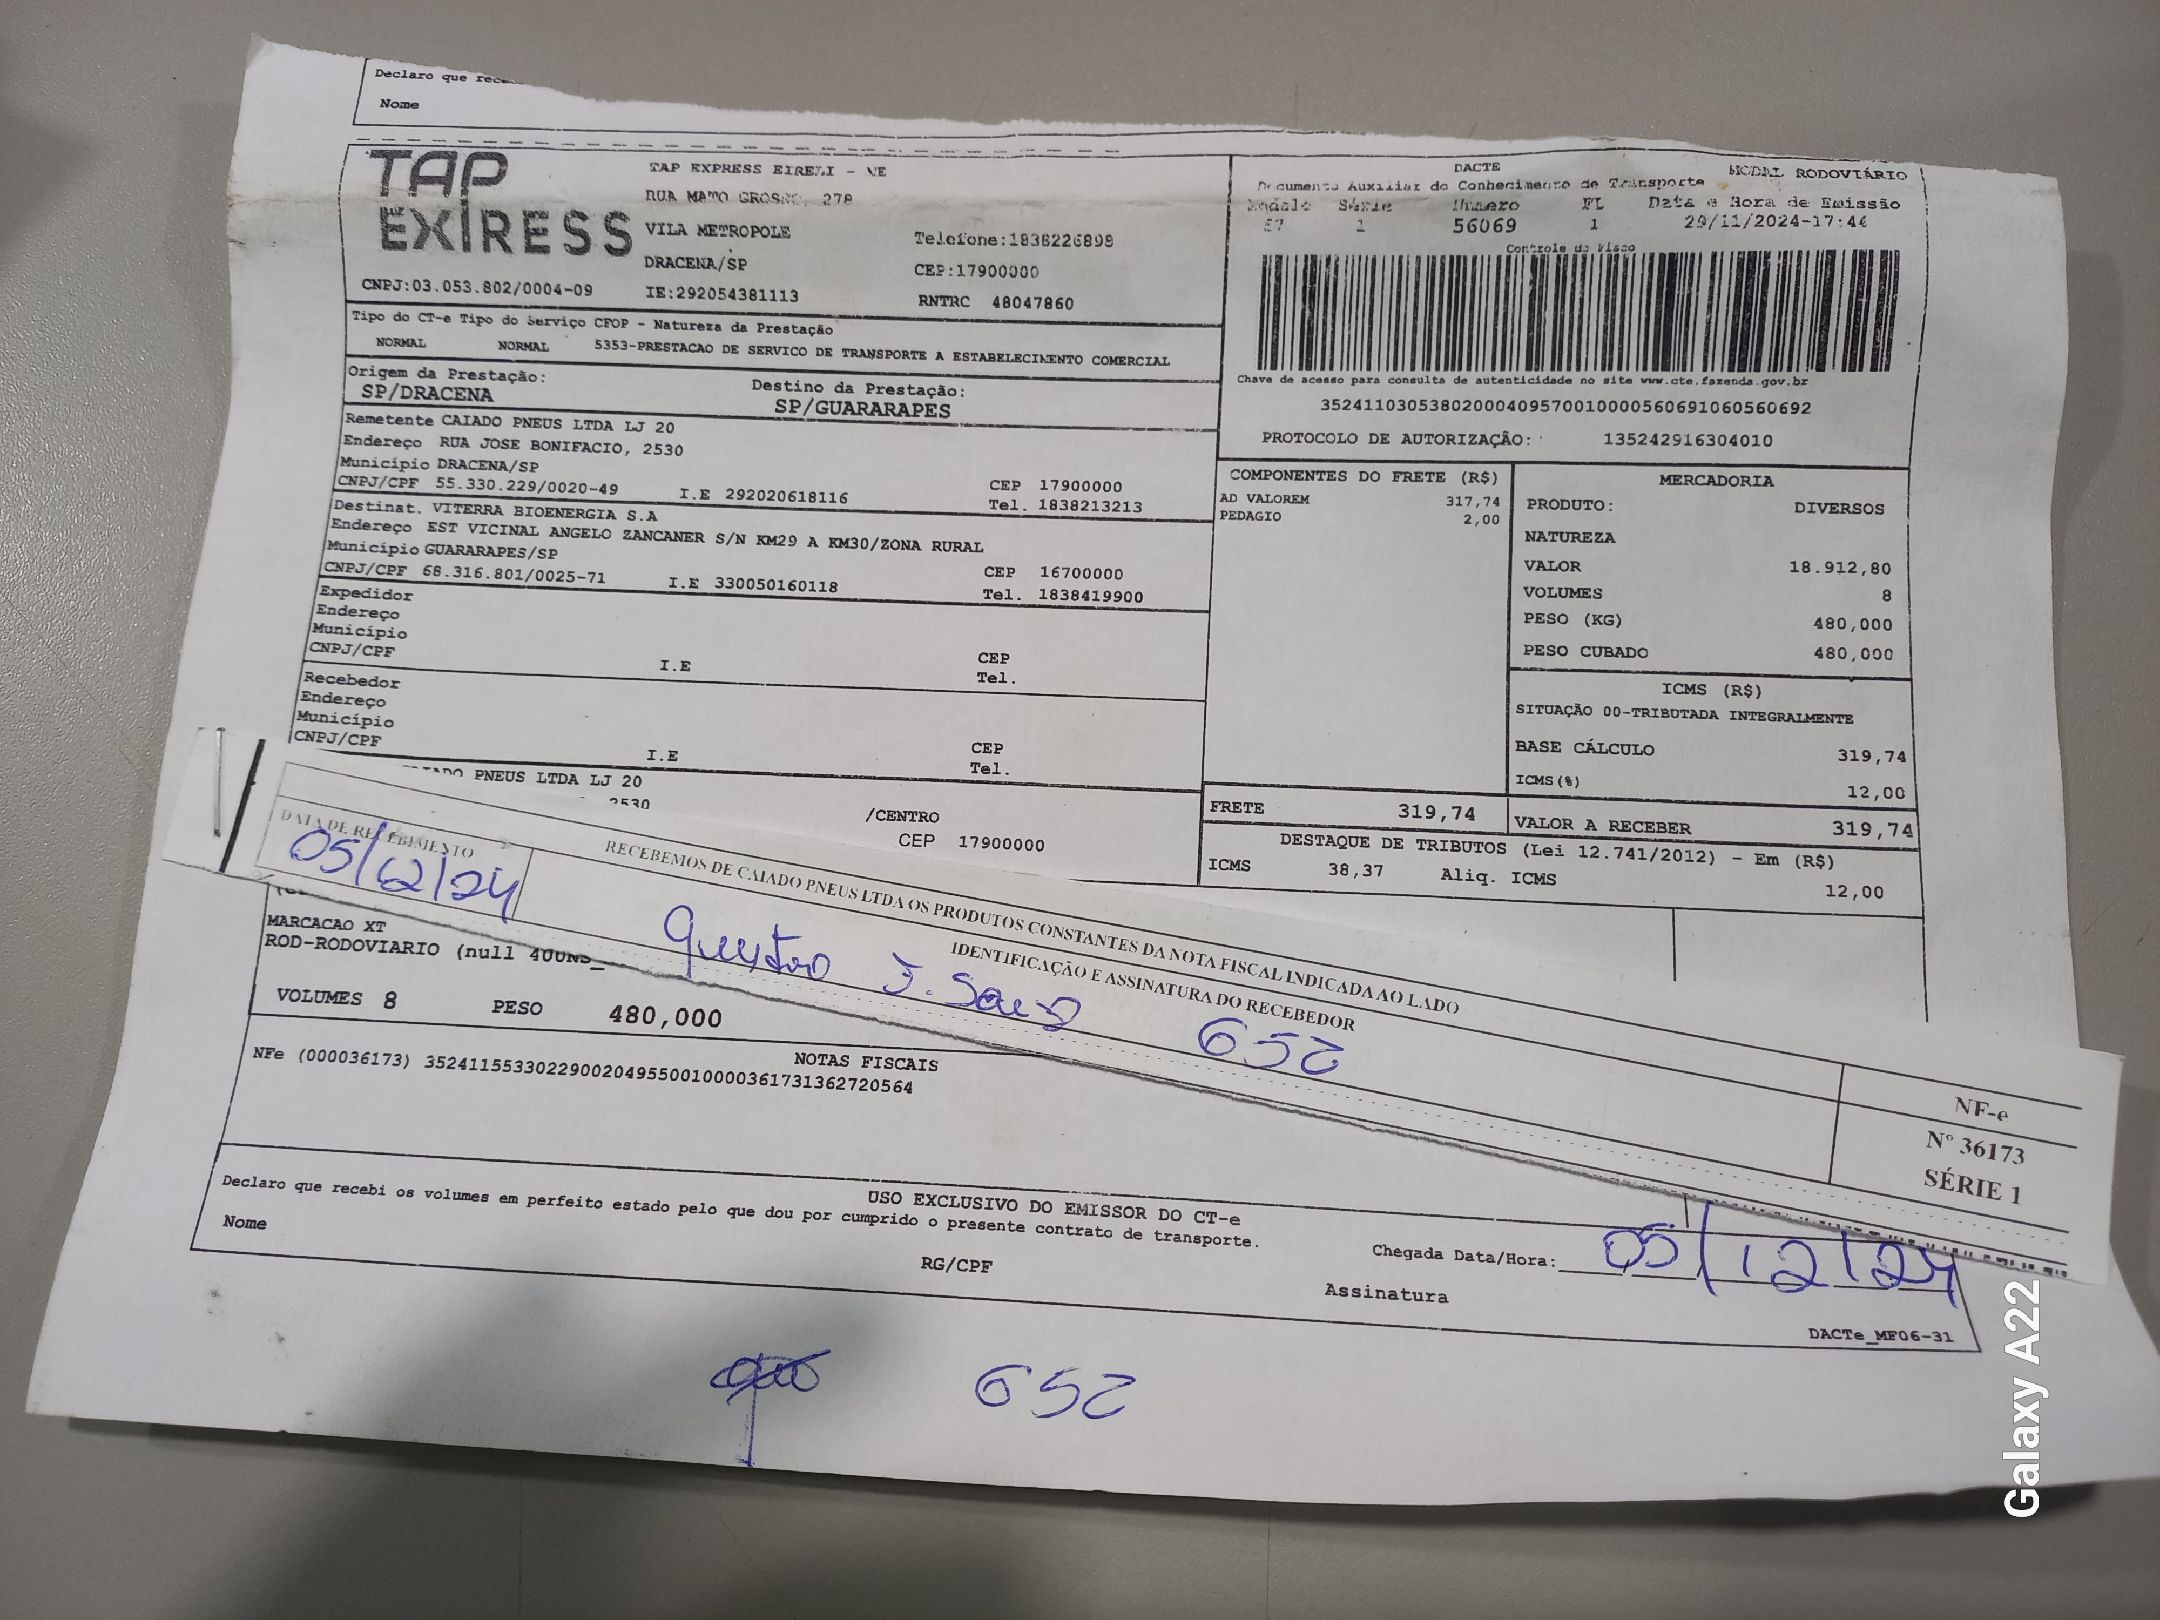 Declaro que
Nome
TAP
EXPRESS
TAP EXPRESS EIRELI - ME
RUA MATO GROSSO, 278
VILA METROPOLE
DRACENA/SP
Telefone:1838226898
CEP:17900000
CNPJ:03.053.802/0004-09
IE:292054381113
RNTRC 48047860
DACTE
MODAL RODOVIÁRIO
Documento Auxiliar do Conhecimento de Transporte
Modelo Série Número FL Data e Hora de Emissão
57 1 56069 1 29/11/2024-17:44
Controle do Fisco
Chave de acesso para consulta de autenticidade no site www.cte.fazenda.gov.br
35241103053802000409570010000560691060560692
PROTOCOLO DE AUTORIZAÇÃO: 135242916304010
Tipo do CT-e Tipo do Serviço CFOP - Natureza da Prestação
NORMAL NORMAL 5353-PRESTACAO DE SERVICO DE TRANSPORTE A ESTABELECIMENTO COMERCIAL
Origem da Prestação: Destino da Prestação:
SP/DRACENA SP/GUARARAPES
Remetente CAIADO PNEUS LTDA LJ 20
Endereço RUA JOSE BONIFACIO, 2530
Município DRACENA/SP CEP 17900000
CNPJ/CPF 55.330.229/0020-49 I.E 292020618116 Tel. 1838213213
Destinat. VITERRA BIOENERGIA S.A
Endereço EST VICINAL ANGELO ZANCANER S/N KM29 A KM30/ZONA RURAL
Município GUARARAPES/SP CEP 16700000
CNPJ/CPF 68.316.801/0025-71 I.E 330050160118 Tel. 1838419900
Expedidor
Endereço
Município CEP
CNPJ/CPF I.E Tel.
Recebedor
Endereço
Município CEP
CNPJ/CPF I.E Tel.
PNEUS LTDA LJ 20
2530 /CENTRO
CEP 17900000
COMPONENTES DO FRETE (R$)
AD VALOREM 317,74
PEDAGIO 2,00
MERCADORIA
PRODUTO: DIVERSOS
NATUREZA
VALOR 18.912,80
VOLUMES 8
PESO (KG) 480,000
PESO CUBADO 480,000
ICMS (R$)
SITUAÇÃO 00-TRIBUTADA INTEGRALMENTE
BASE CÁLCULO 319,74
ICMS(%) 12,00
FRETE 319,74 VALOR A RECEBER 319,74
DESTAQUE DE TRIBUTOS (Lei 12.741/2012) - Em (R$)
ICMS 38,37 Aliq. ICMS 12,00
DATA DE RECEBIMENTO
05/12/24
RECEBEMOS DE CAIADO PNEUS LTDA OS PRODUTOS CONSTANTES DA NOTA FISCAL INDICADA AO LADO
IDENTIFICAÇÃO E ASSINATURA DO RECEBEDOR
652
NF-e
Nº 36173
SÉRIE 1
MARCACAO XT
ROD-RODOVIARIO (null 400NS_
VOLUMES 8 PESO 480,000
NOTAS FISCAIS
NFe (000036173) 35241155330229002049550010000361731362720564
USO EXCLUSIVO DO EMISSOR DO CT-e
Declaro que recebi os volumes em perfeito estado pelo que dou por cumprido o presente contrato de transporte.
Nome RG/CPF
Chegada Data/Hora: 05/12/24
Assinatura
DACTe_MF06-31
652
Galaxy A22